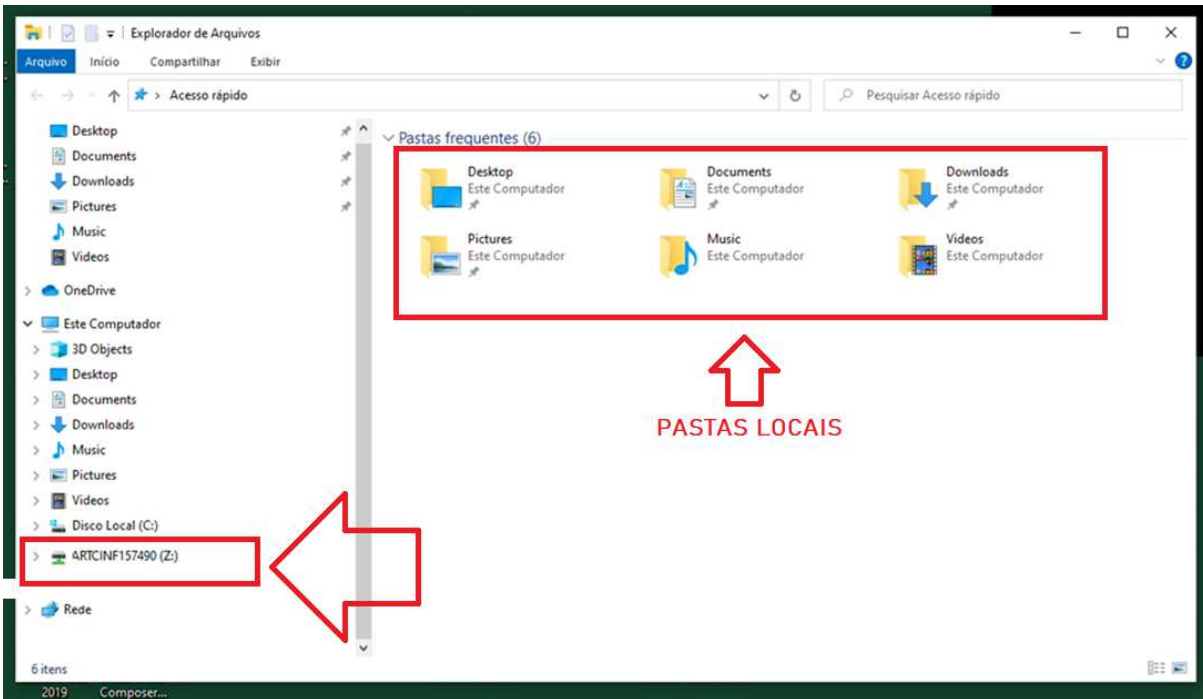 Explorador de Arquivos
Arquivo Início Compartilhar Exibir
Acesso rápido
Pesquisar Acesso rápido
Desktop
Documents
Downloads
Pictures
Music
Videos
OneDrive
Este Computador
3D Objects
Desktop
Documents
Downloads
Music
Pictures
Videos
Disco Local (C:)
ARTCINF157490 (Z:)
Rede
Pastas frequentes (6)
Desktop
Este Computador
Documents
Este Computador
Downloads
Este Computador
Pictures
Este Computador
Music
Este Computador
Videos
Este Computador
PASTAS LOCAIS
6 itens
2019 Composer...